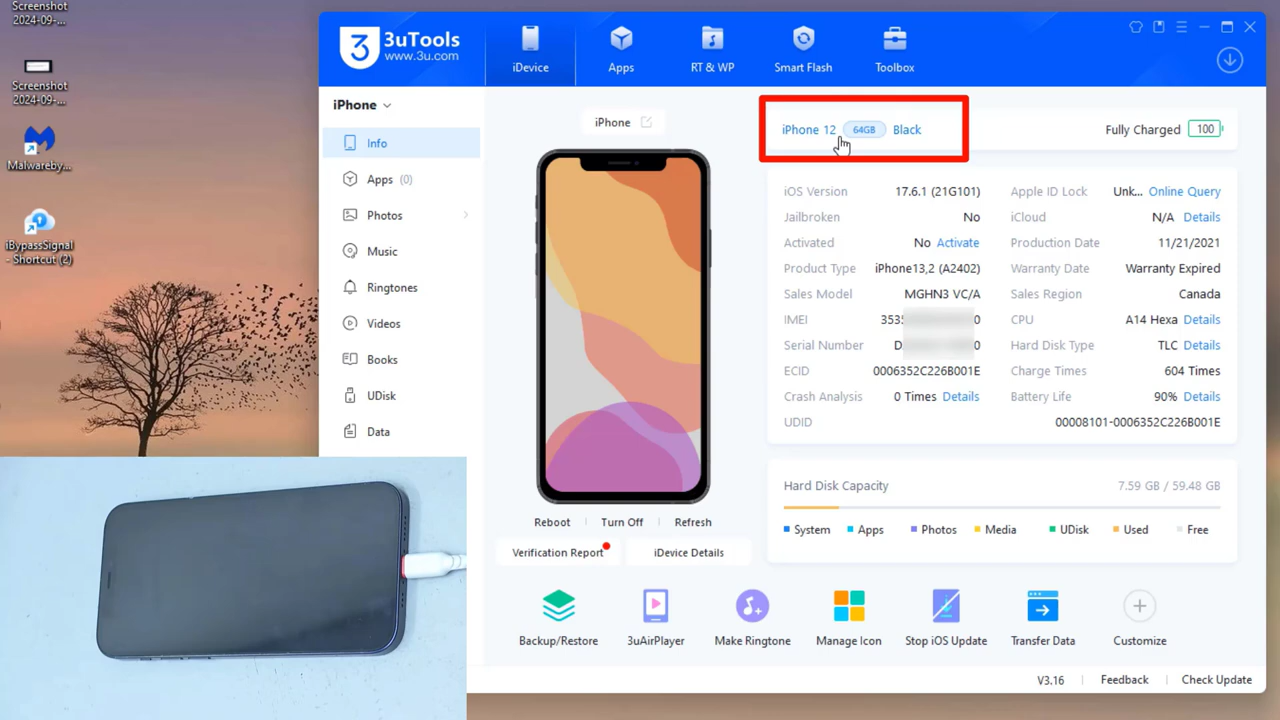 Screenshot
2024-09-...
Screenshot
2024-09-...
Malwareby...
iBypassSignal
- Shortcut (2)
3 3uTools
www.3u.com
iDevice
Apps
RT & WP
Smart Flash
Toolbox
iPhone
Info
Apps (0)
Photos
Music
Ringtones
Videos
Books
UDisk
Data
iPhone
iPhone 12 64GB Black
Fully Charged 100
iOS Version 17.6.1 (21G101) Apple ID Lock Unk... Online Query
Jailbroken No iCloud N/A Details
Activated No Activate Production Date 11/21/2021
Product Type iPhone13,2 (A2402) Warranty Date Warranty Expired
Sales Model MGHN3 VC/A Sales Region Canada
IMEI 353 0 CPU A14 Hexa Details
Serial Number D 0 Hard Disk Type TLC Details
ECID 0006352C226B001E Charge Times 604 Times
Crash Analysis 0 Times Details Battery Life 90% Details
UDID 00008101-0006352C226B001E
Hard Disk Capacity 7.59 GB / 59.48 GB
System Apps Photos Media UDisk Used Free
Reboot Turn Off Refresh
Verification Report iDevice Details
Backup/Restore 3uAirPlayer Make Ringtone Manage Icon Stop iOS Update Transfer Data Customize
V3.16 Feedback Check Update